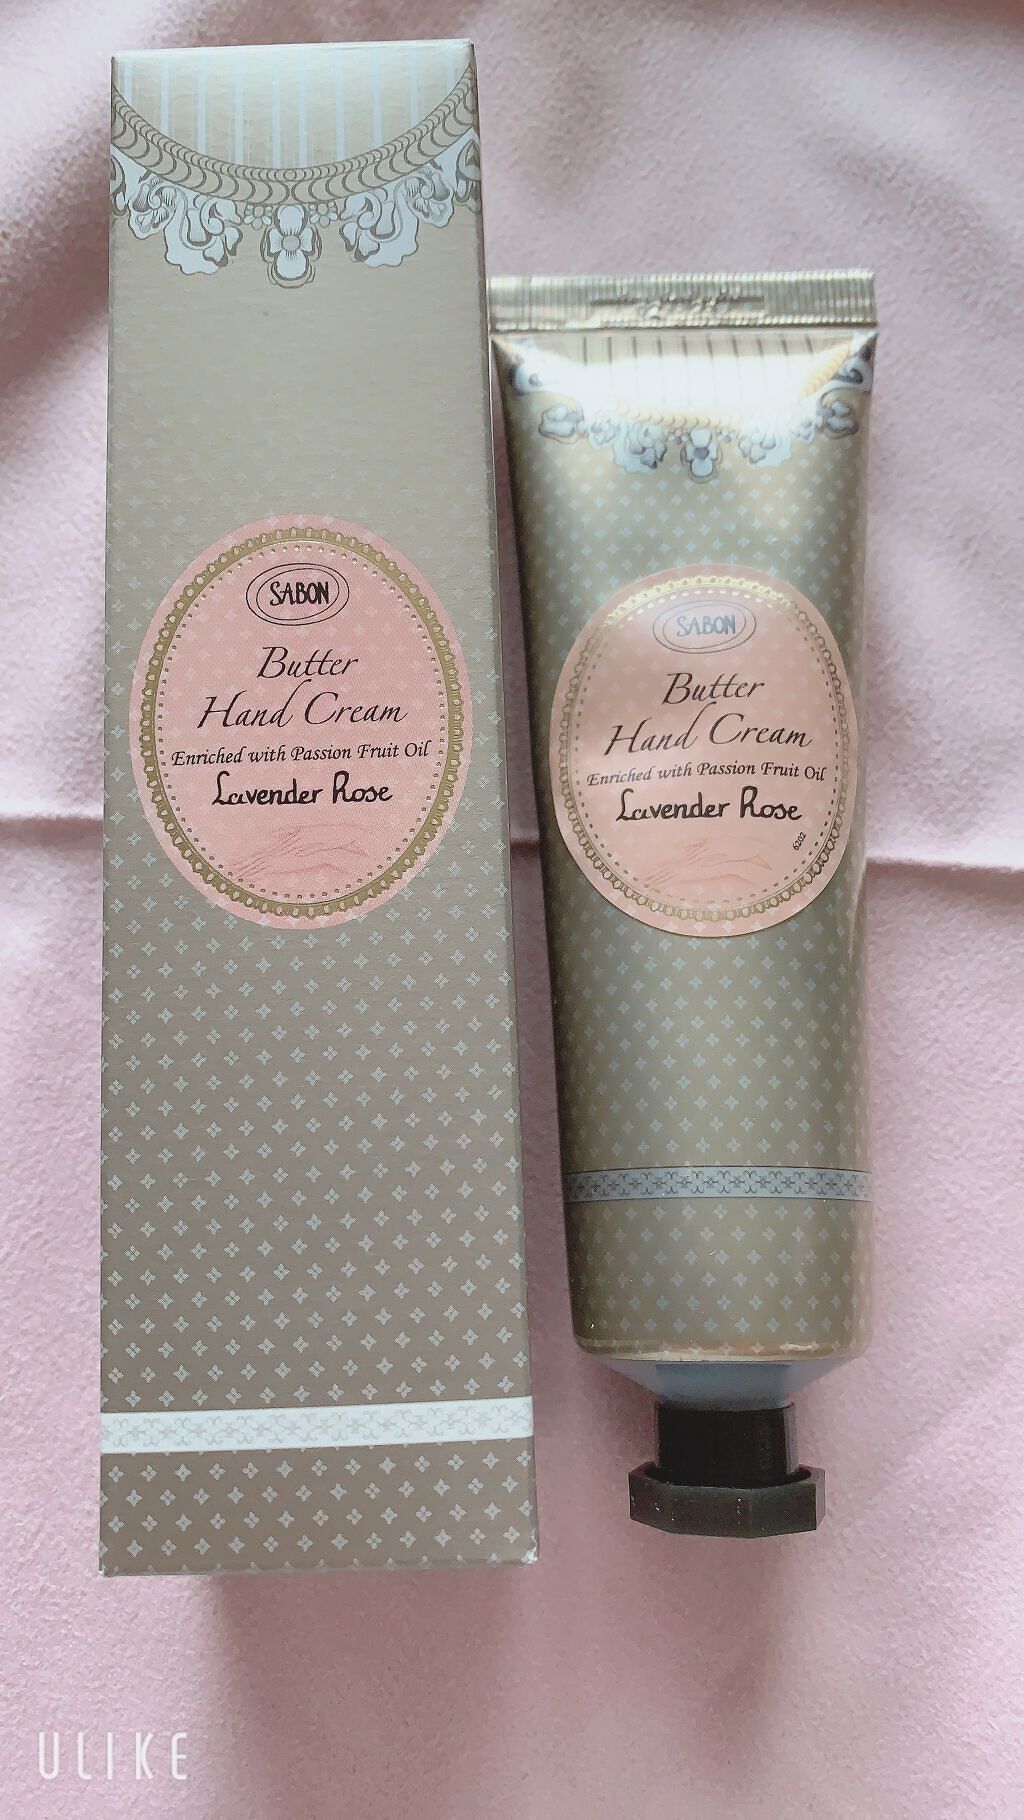 SABON
Butter
Hand Cream
Enriched with Passion Fruit Oil
Lavender Rose
SABON
Butter
Hand Cream
Enriched with Passion Fruit Oil
Lavender Rose
6202
ULIKE